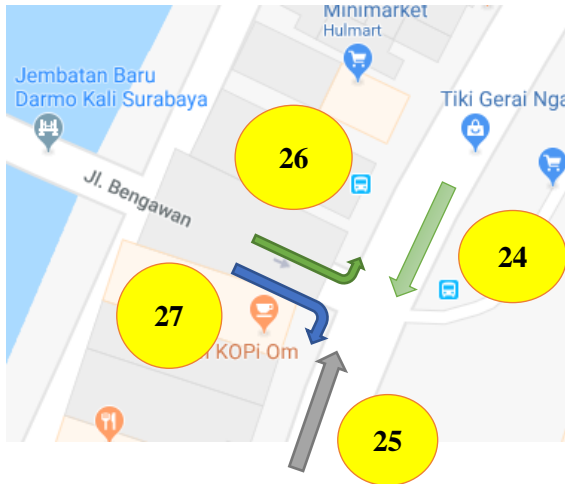 Minimarket
Hulmart
Jembatan Baru
Darmo Kali Surabaya
Tiki Gerai Nga
26
Jl. Bengawan
24
27
KOPi Om
25